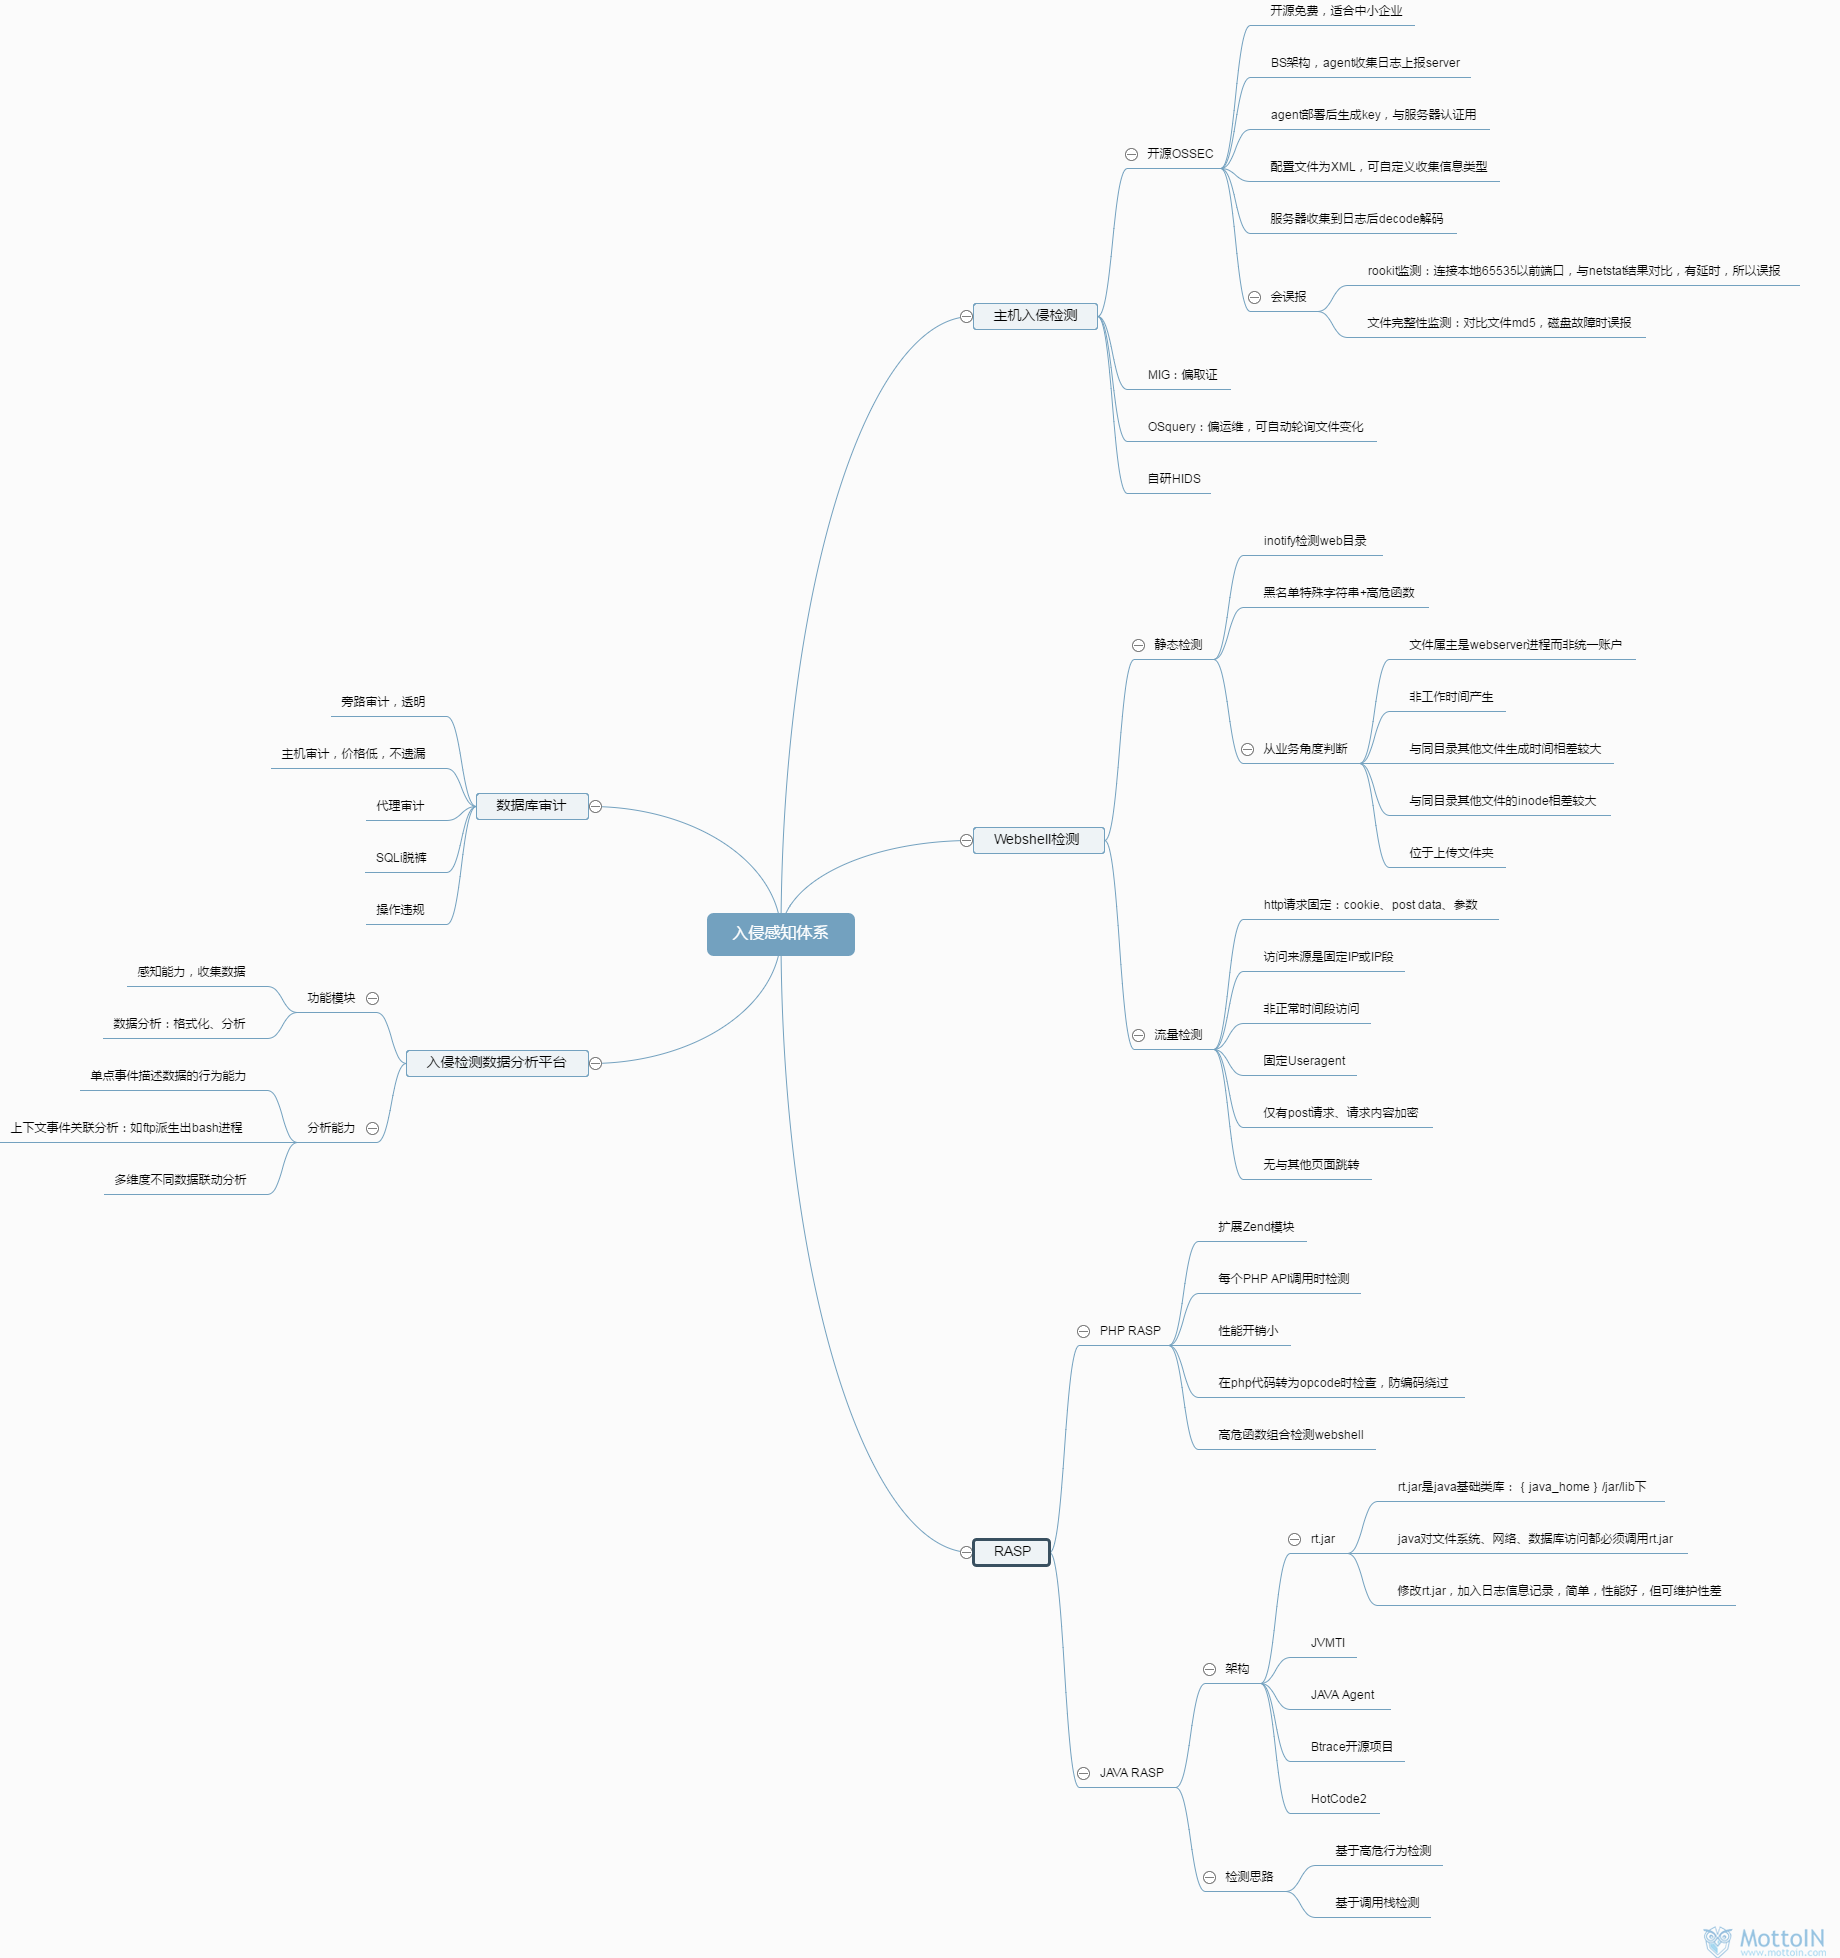 入侵感知体系
主机入侵检测
开源OSSEC
开源免费，适合中小企业
BS架构，agent收集日志上报server
agent部署后生成key，与服务器认证用
配置文件为XML，可自定义收集信息类型
服务器收集到日志后decode解码
会误报
rookit监测：连接本地65535以前端口，与netstat结果对比，有延时，所以误报
文件完整性监测：对比文件md5，磁盘故障时误报
MIG：偏取证
OSquery：偏运维，可自动轮询文件变化
自研HIDS
Webshell检测
静态检测
inotify检测web目录
黑名单特殊字符串+高危函数
从业务角度判断
文件属主是webserver进程而非统一账户
非工作时间产生
与同目录其他文件生成时间相差较大
与同目录其他文件的inode相差较大
位于上传文件夹
流量检测
http请求固定：cookie、post data、参数
访问来源是固定IP或IP段
非正常时间段访问
固定Useragent
仅有post请求、请求内容加密
无与其他页面跳转
RASP
PHP RASP
扩展Zend模块
每个PHP API调用时检测
性能开销小
在php代码转为opcode时检查，防编码绕过
高危函数组合检测webshell
JAVA RASP
架构
rt.jar
rt.jar是java基础类库：｛java_home｝/jar/lib下
java对文件系统、网络、数据库访问都必须调用rt.jar
修改rt.jar，加入日志信息记录，简单，性能好，但可维护性差
JVMTI
JAVA Agent
Btrace开源项目
HotCode2
检测思路
基于高危行为检测
基于调用栈检测
数据库审计
旁路审计，透明
主机审计，价格低，不遗漏
代理审计
SQLi脱裤
操作违规
入侵检测数据分析平台
功能模块
感知能力，收集数据
数据分析：格式化、分析
分析能力
单点事件描述数据的行为能力
上下文事件关联分析：如ftp派生出bash进程
多维度不同数据联动分析
MottoIN
www.mottoin.com